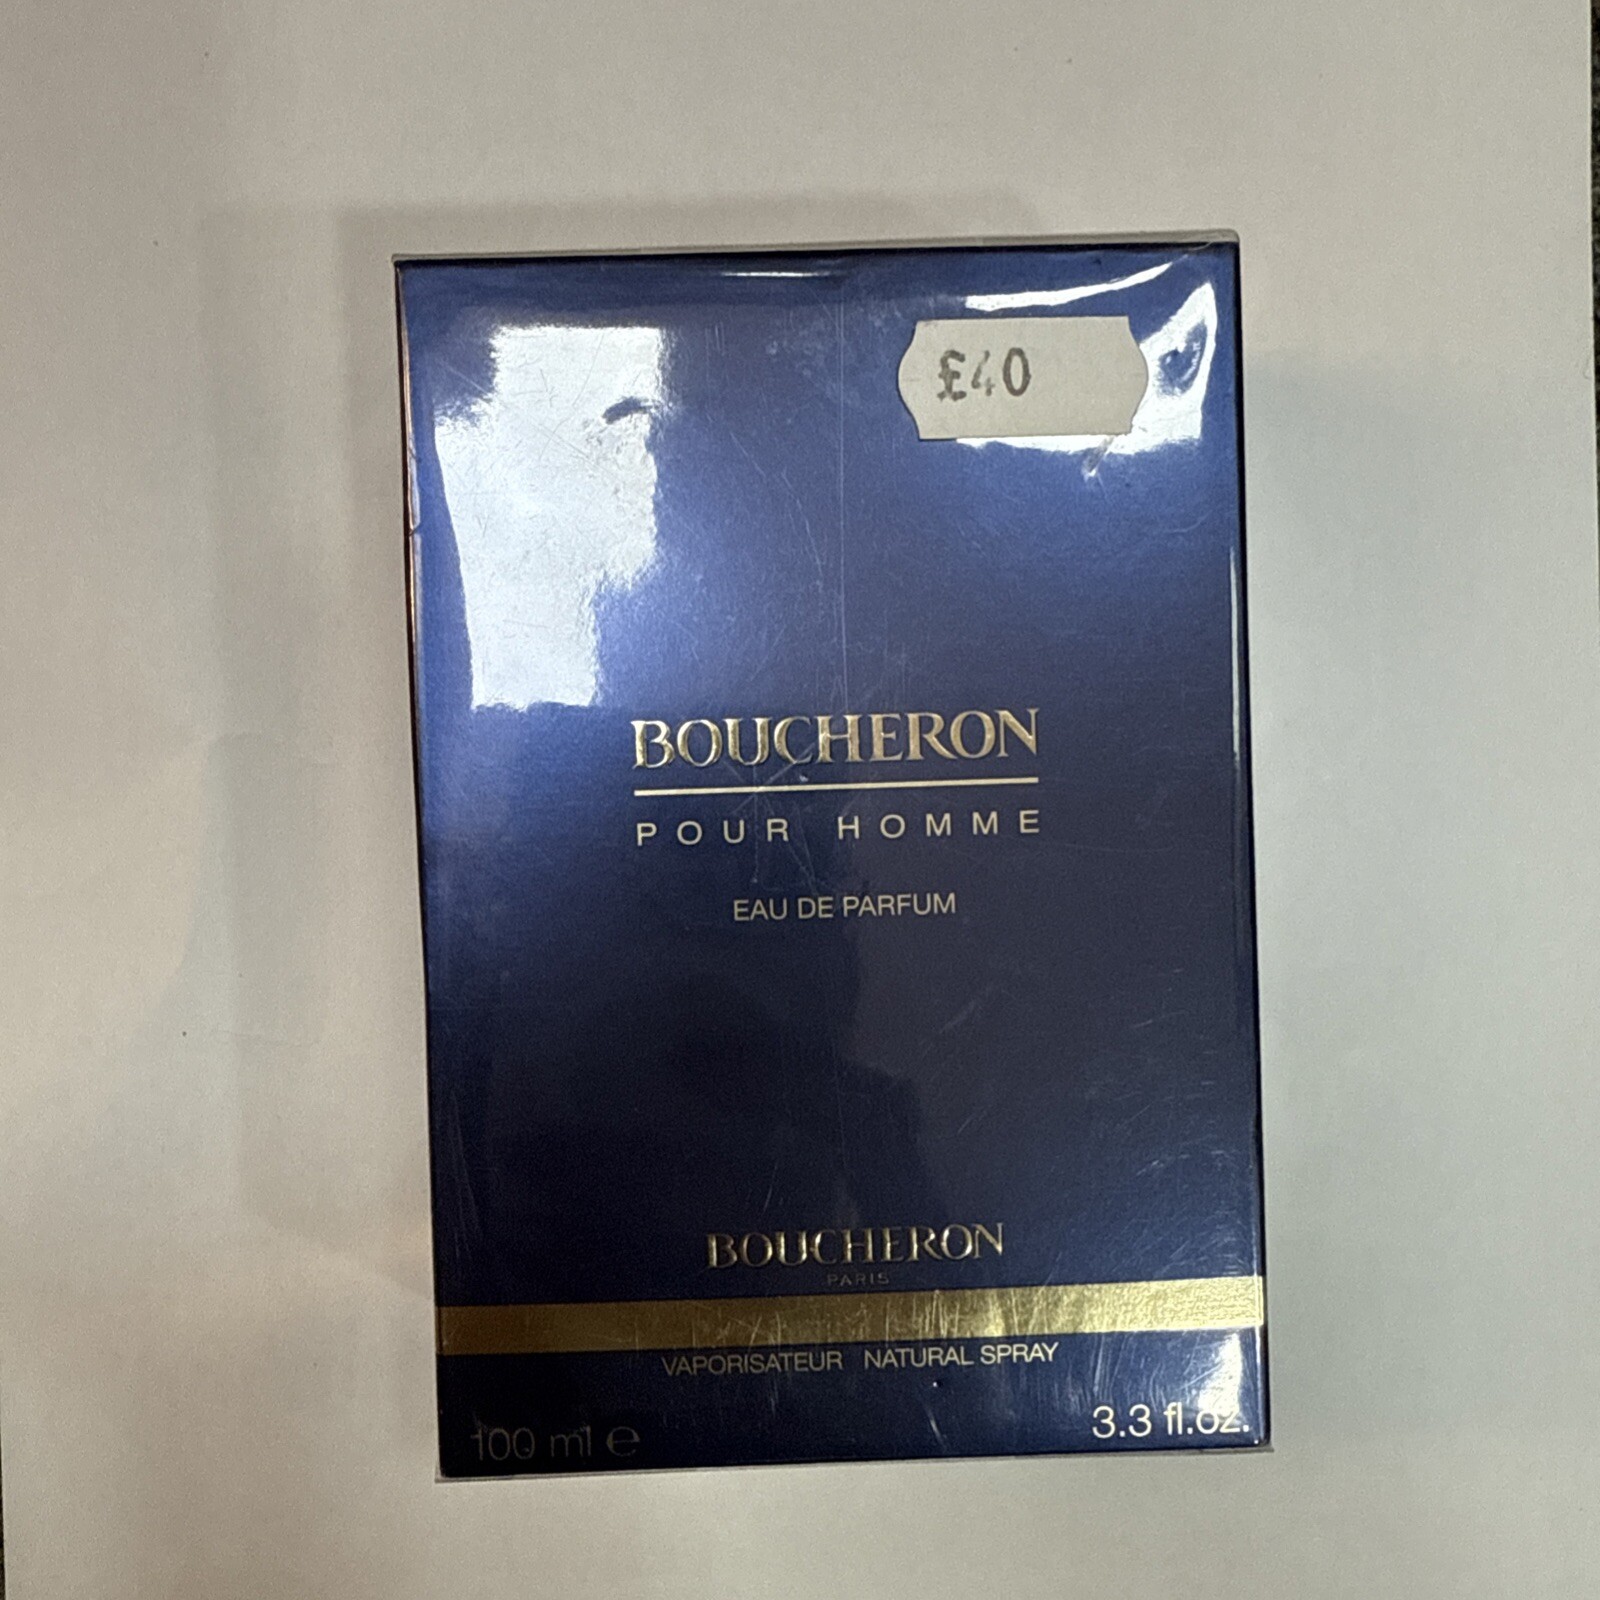 £40
BOUCHERON
POUR HOMME
EAU DE PARFUM
BOUCHERON
PARIS
VAPORISATEUR NATURAL SPRAY
100 ml ℮
3.3 fl.oz.